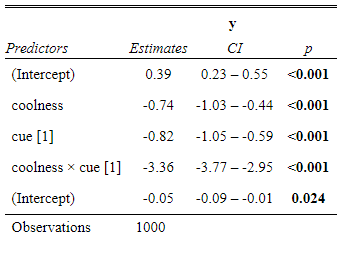 y
Predictors Estimates CI p
(Intercept) 0.39 0.23 – 0.55 <0.001
coolness -0.74 -1.03 – -0.44 <0.001
cue [1] -0.82 -1.05 – -0.59 <0.001
coolness × cue [1] -3.36 -3.77 – -2.95 <0.001
(Intercept) -0.05 -0.09 – -0.01 0.024
Observations 1000